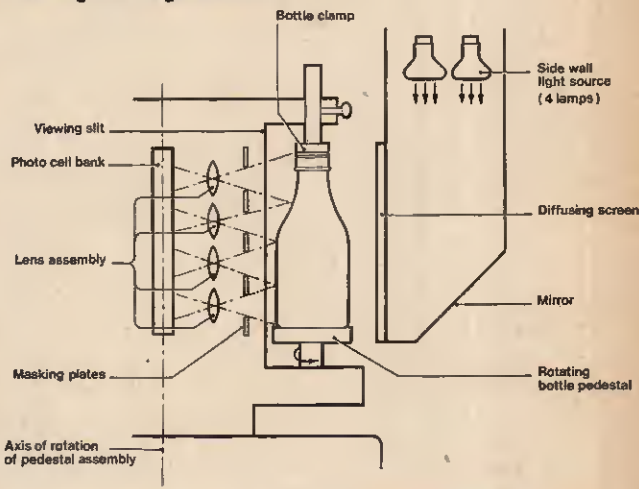 Bottle clamp
Side wall
light source
(4 lamps)
Viewing slit
Photo cell bank
Diffusing screen
Lens assembly
Mirror
Masking plates
Rotating
bottle pedestal
Axis of rotation
of pedestal assembly